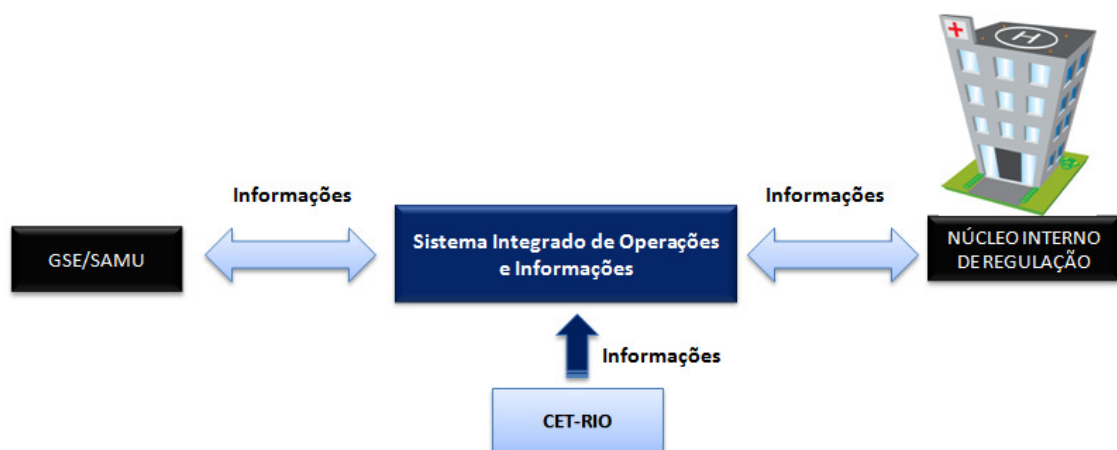 H
Informações
Informações
GSE/SAMU
Sistema Integrado de Operações
e Informações
NÚCLEO INTERNO
DE REGULAÇÃO
Informações
CET-RIO